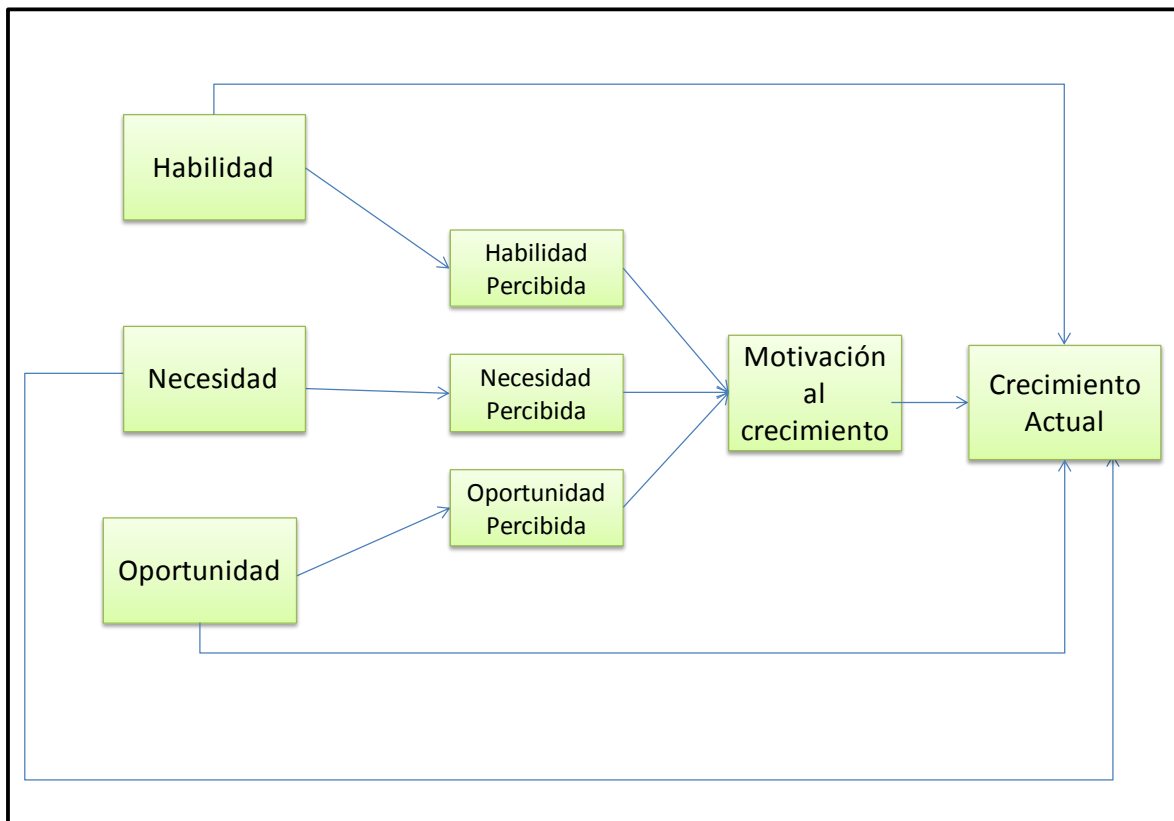 Habilidad
Habilidad
Percibida
Necesidad
Necesidad
Percibida
Motivación
al
crecimiento
Crecimiento
Actual
Oportunidad
Percibida
Oportunidad